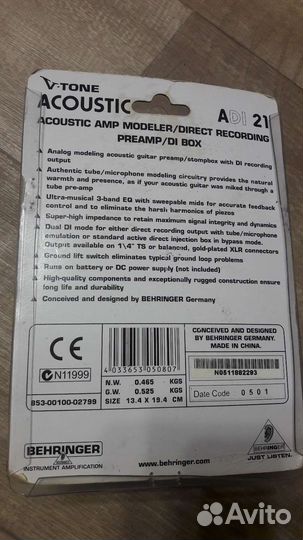 V-TONE
ACOUSTIC
ADI 21
ACOUSTIC AMP MODELER/DIRECT RECORDING
PREAMP/DI BOX
Analog modeling acoustic guitar preamp/stompbox with DI recording
output
Authentic tube/microphone modeling circuitry provides the natural
warmth and presence, as if your acoustic guitar was miked through a
tube pre-amp
Ultra-musical 3-band EQ with sweepable mids for accurate feedback
control and to eliminate the harsh harmonics of piezos
Super-high impedance to retain maximum signal integrity and dynamics
Dual DI mode for either direct recording output with tube/microphone
emulation or standard active direct injection box in bypass mode.
Output available on 1\4" TS or balanced, gold-plated XLR connectors
Ground lift switch eliminates typical ground loop problems
Runs on battery or DC power supply (not included)
High-quality components and exceptionally rugged construction ensure
long life and durability
Conceived and designed by BEHRINGER Germany
CE
N11999
4 033653 050807
N.W. 0.465 KGS
G.W. 0.525 KGS
SIZE 13.4 X 19.4 CM
853-00100-02799
CONCEIVED AND DESIGNED
BY BEHRINGER GERMANY.
MADE IN CHINA.
N0511882293
Date Code 0501
BEHRINGER
INSTRUMENT AMPLIFICATION
www.behringer.com
BEHRINGER
JUST LISTEN.
Avito